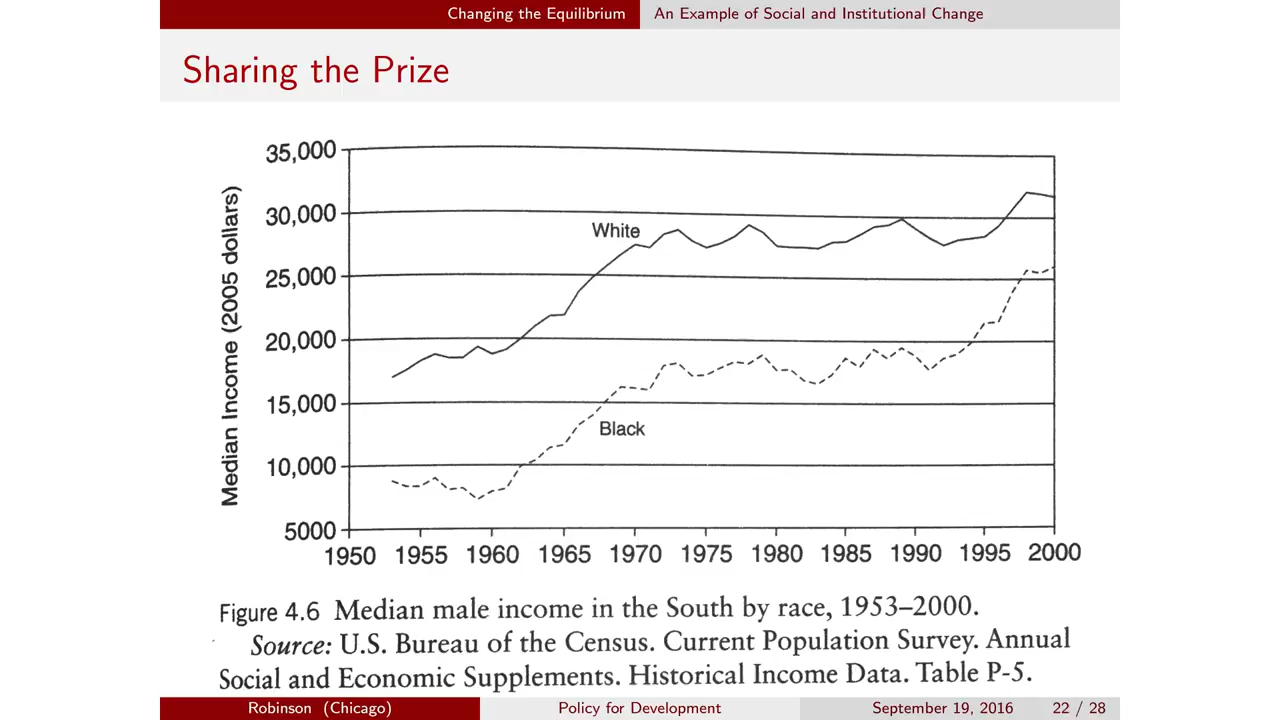 Changing the Equilibrium An Example of Social and Institutional Change
Sharing the Prize
35,000
30,000
25,000
20,000
15,000
10,000
5000
Median Income (2005 dollars)
White
Black
1950 1955 1960 1965 1970 1975 1980 1985 1990 1995 2000
Figure 4.6 Median male income in the South by race, 1953–2000.
Source: U.S. Bureau of the Census. Current Population Survey. Annual
Social and Economic Supplements. Historical Income Data. Table P-5.
Robinson (Chicago) Policy for Development September 19, 2016 22 / 28